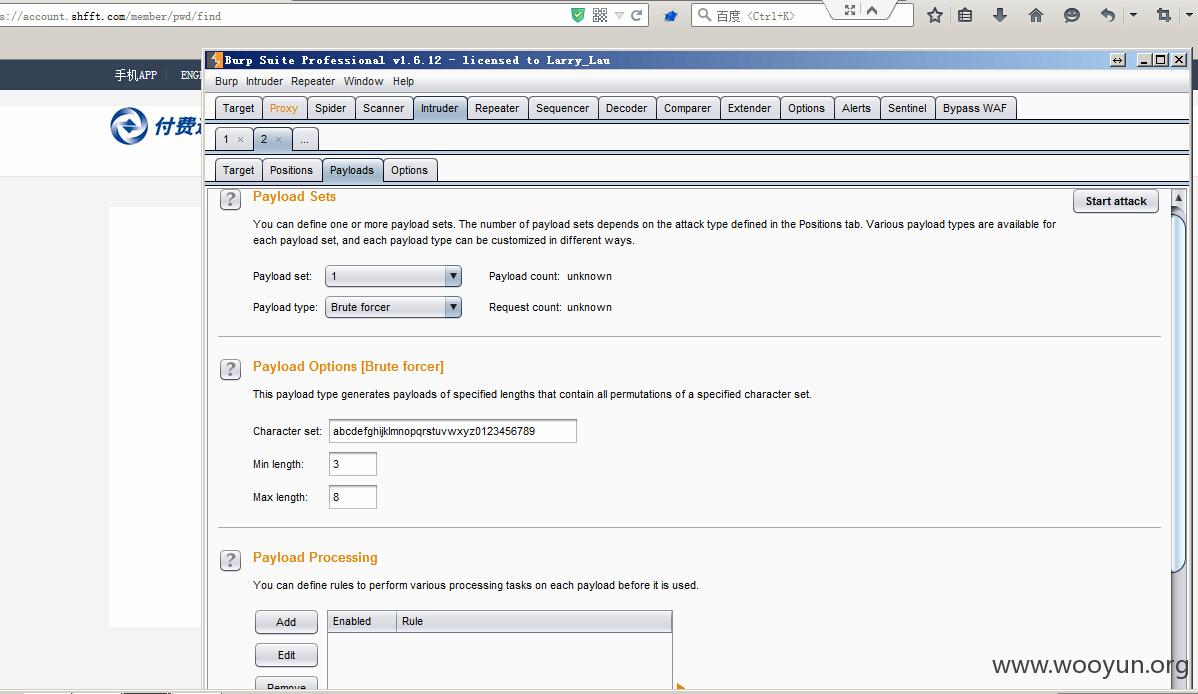 s://account.shfft.com/member/pwd/find
百度 <Ctrl+K>
手机APP
付费
Burp Suite Professional v1.6.12 - licensed to Larry_Lau
Burp Intruder Repeater Window Help
Target Proxy Spider Scanner Intruder Repeater Sequencer Decoder Comparer Extender Options Alerts Sentinel Bypass WAF
1 × 2 × ...
Target Positions Payloads Options
? Payload Sets
Start attack
You can define one or more payload sets. The number of payload sets depends on the attack type defined in the Positions tab. Various payload types are available for
each payload set, and each payload type can be customized in different ways.
Payload set: 1 Payload count: unknown
Payload type: Brute forcer Request count: unknown
? Payload Options [Brute forcer]
This payload type generates payloads of specified lengths that contain all permutations of a specified character set.
Character set: abcdefghijklmnopqrstuvwxyz0123456789
Min length: 3
Max length: 8
? Payload Processing
You can define rules to perform various processing tasks on each payload before it is used.
Add Enabled Rule
Edit
Remove
www.wooyun.org